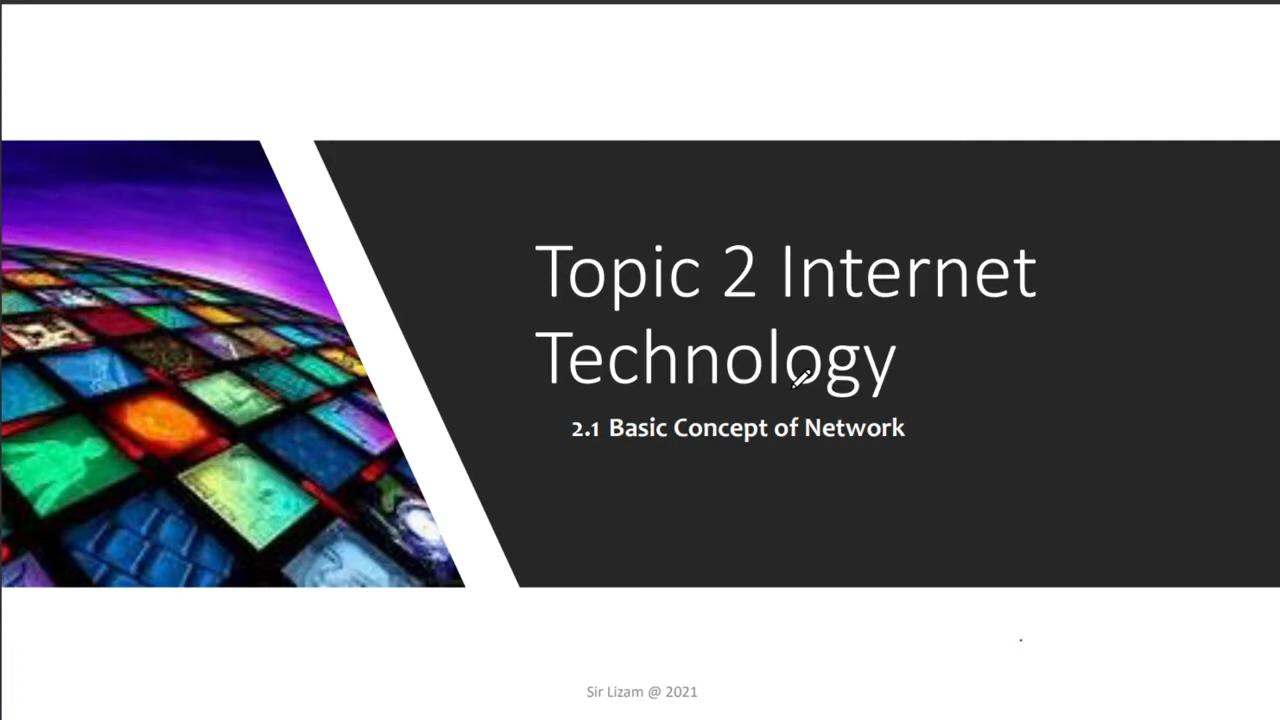 Topic 2 Internet
Technology
2.1 Basic Concept of Network
Sir Lizam @ 2021